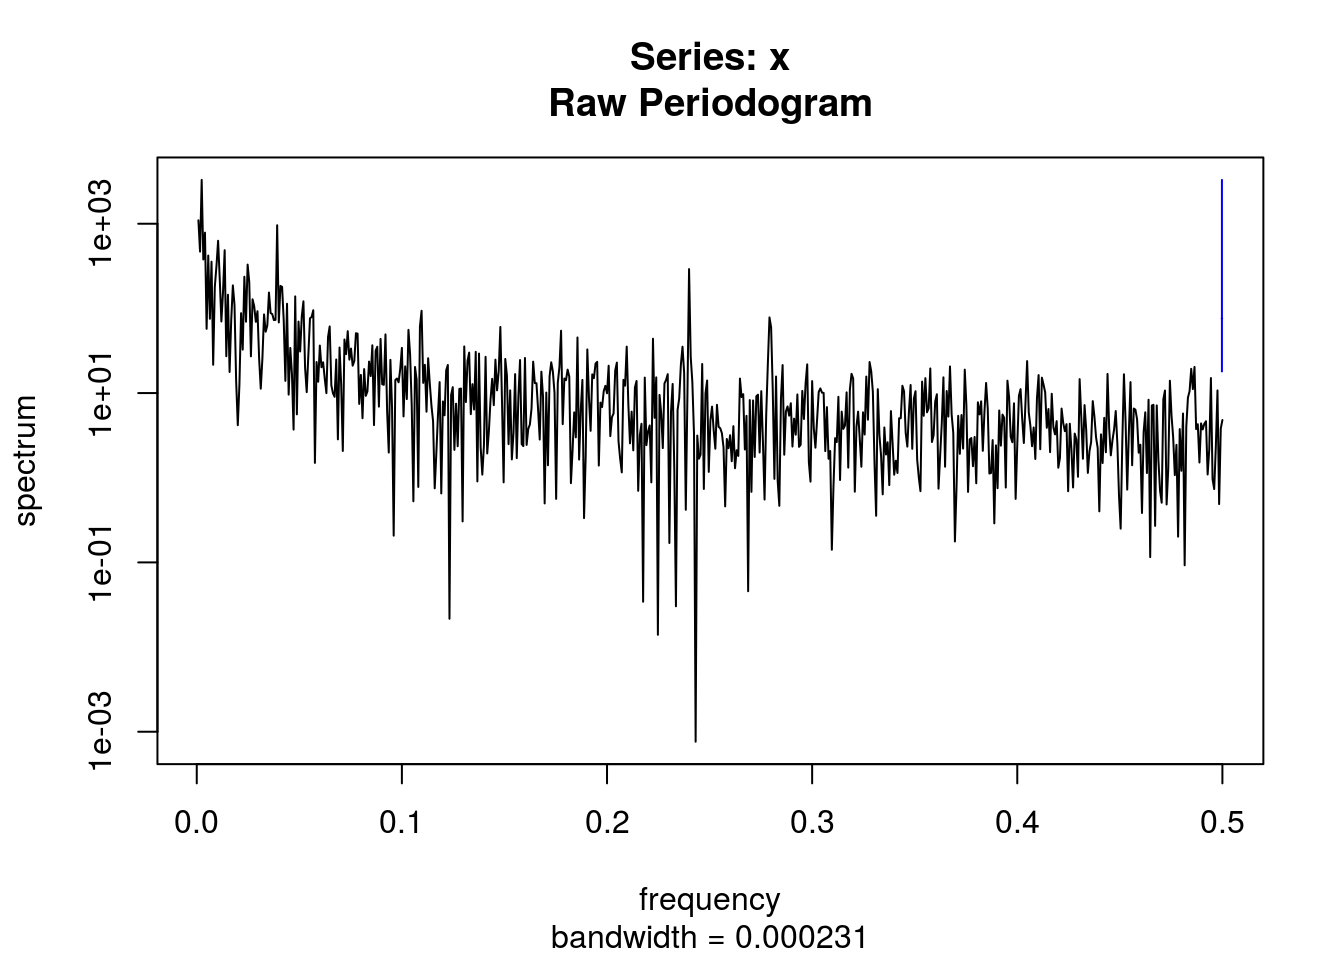 Series: x
Raw Periodogram
spectrum
1e+03
1e+01
1e-01
1e-03
0.0 0.1 0.2 0.3 0.4 0.5
frequency
bandwidth = 0.000231